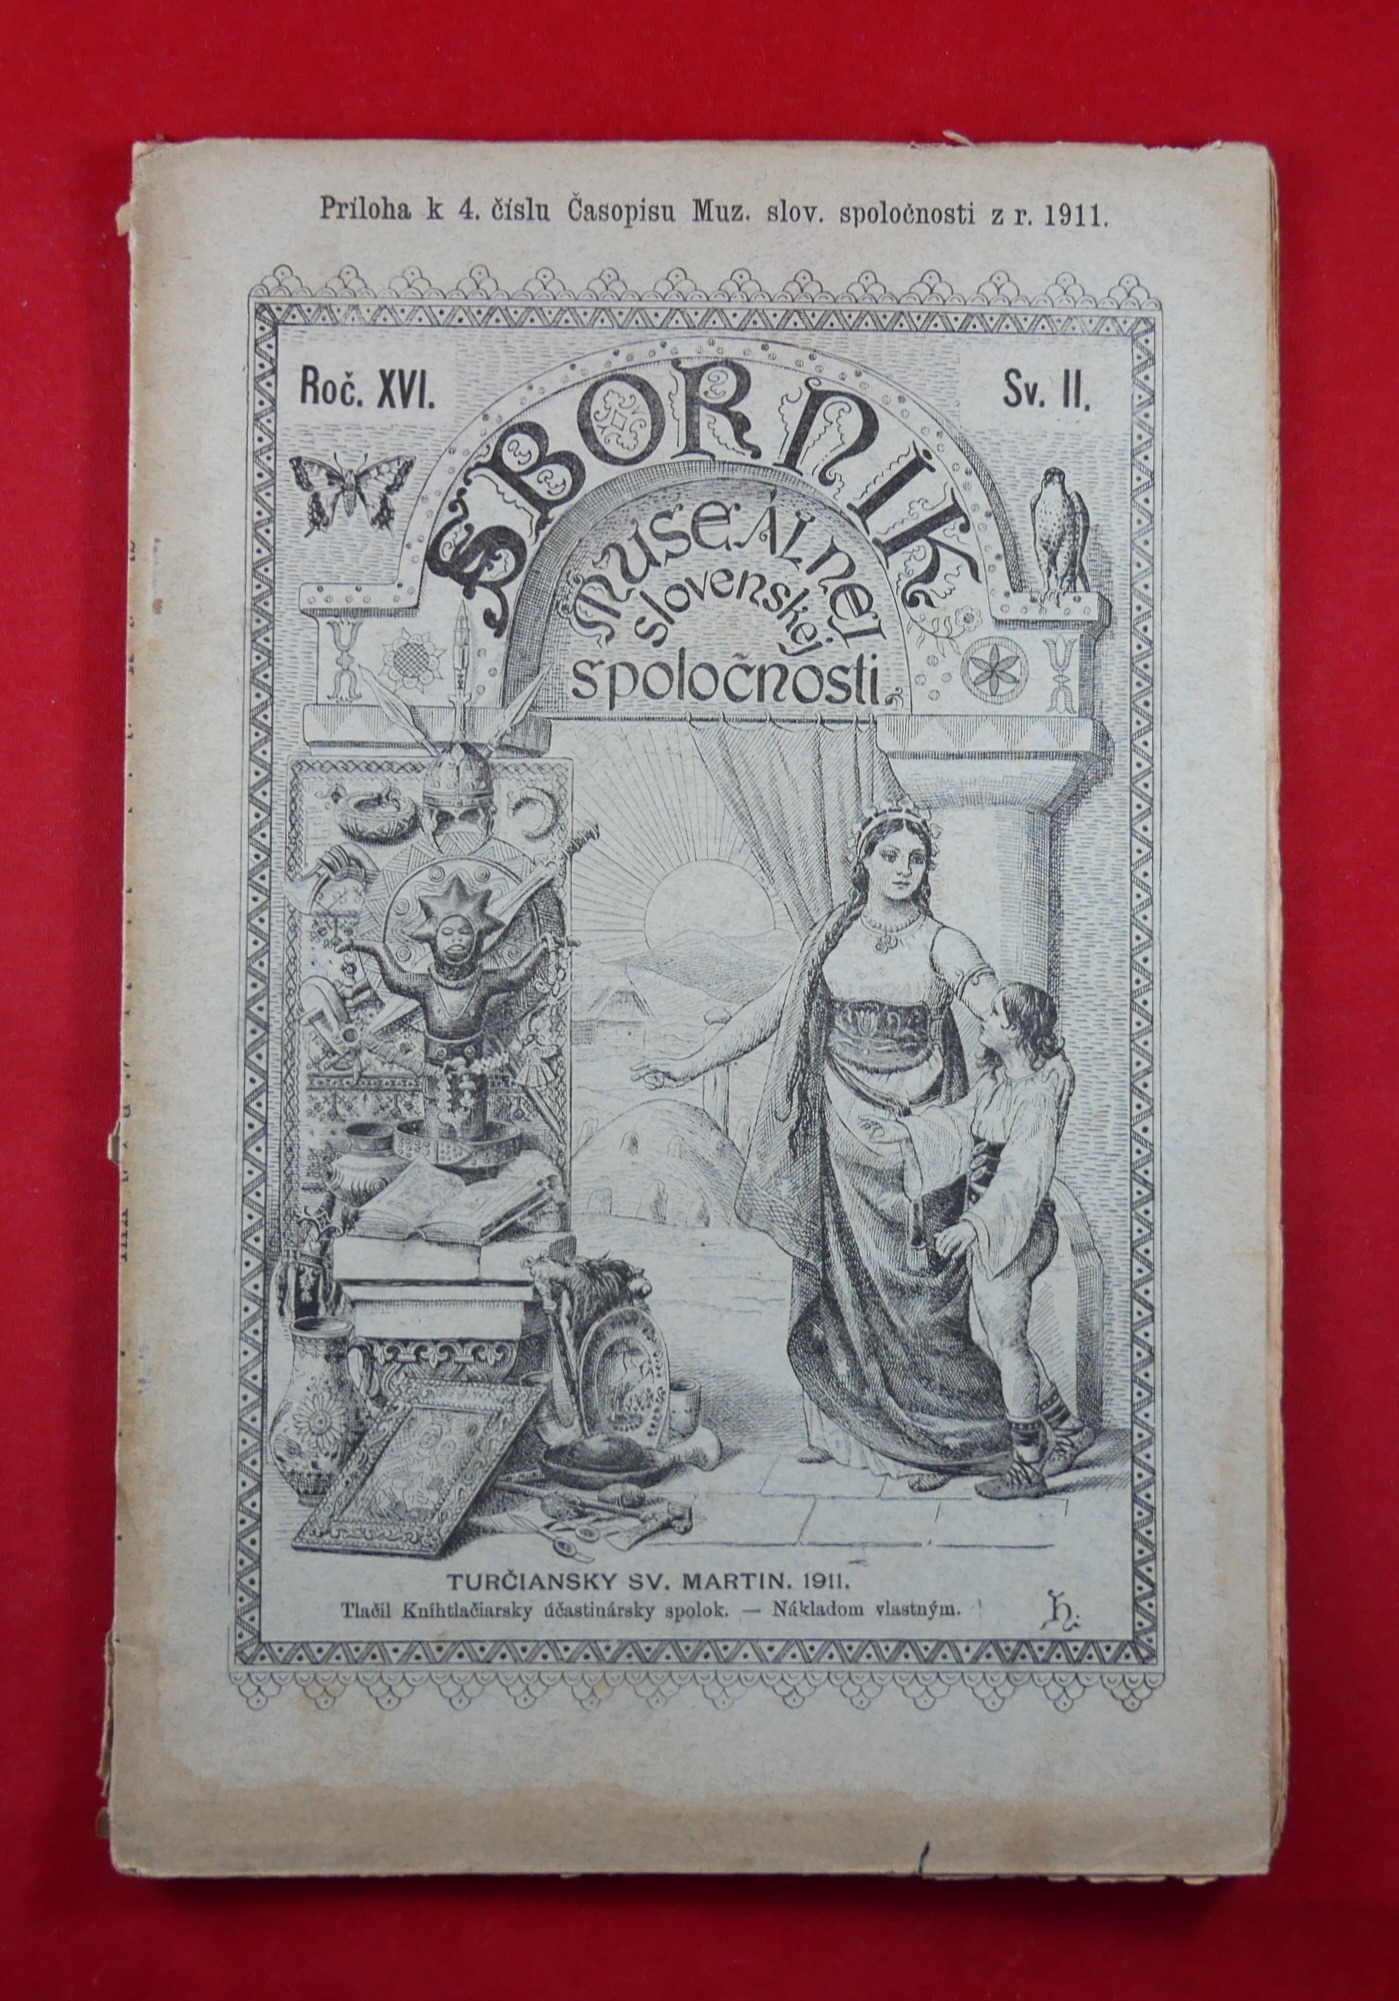 Príloha k 4. číslu Časopisu Muz. slov. spoločnosti z r. 1911.
Roč. XVI.
Sv. II.
SBORNIK
MUSEÁLNEJ
slovenskej
spoločnosti.
TURČIANSKY SV. MARTIN. 1911.
Tlačil Kníhtlačiarsky účastinársky spolok. — Nákladom vlastným.